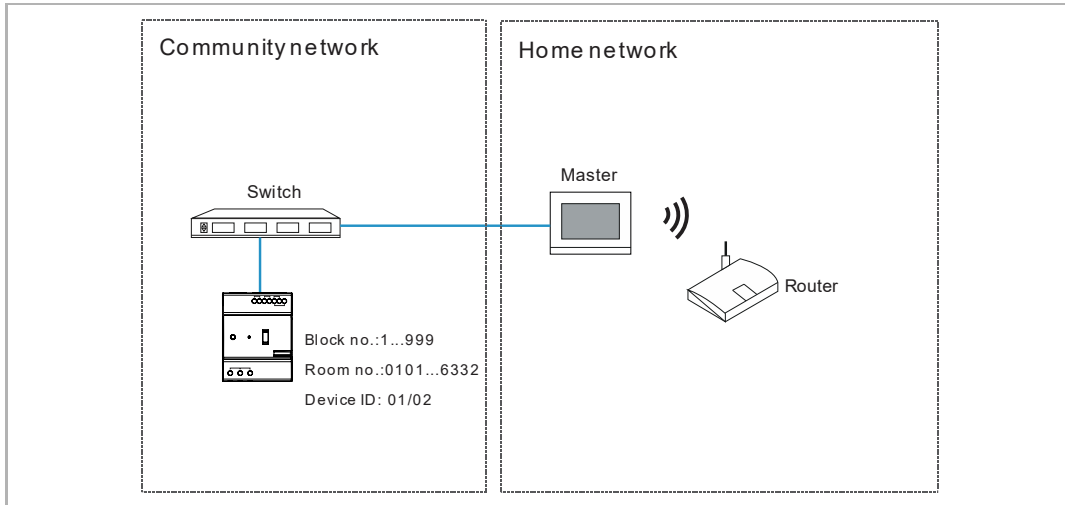 Community network
Home network
Switch
Master
Router
Block no.:1...999
Room no.:0101...6332
Device ID: 01/02